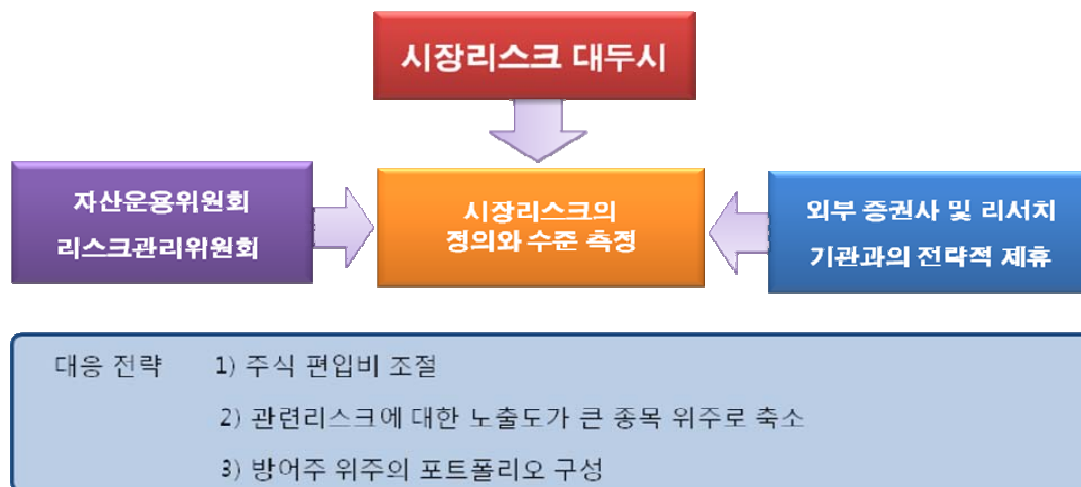 시장리스크 대두시
자산운용위원회
리스크관리위원회
시장리스크의
정의와 수준 측정
외부 증권사 및 리서치
기관과의 전략적 제휴
대응 전략 1) 주식 편입비 조절
2) 관련리스크에 대한 노출도가 큰 종목 위주로 축소
3) 방어주 위주의 포트폴리오 구성